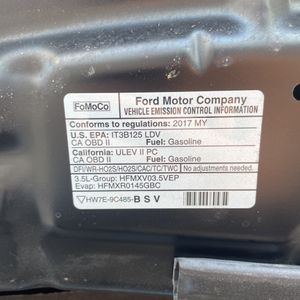 FoMoCo
Ford Motor Company
VEHICLE EMISSION CONTROL INFORMATION
Conforms to regulations: 2017 MY
U.S. EPA: IT3B125 LDV
CA OBD II Fuel: Gasoline
California: ULEV II PC
CA OBD II Fuel: Gasoline
DFI/WR-HO2S/HO2S/CAC/TC/TWC
No adjustments needed.
3.5L-Group: HFMXV03.5VEP
Evap: HFMXR0145GBC
HW7E-9C485-BSV